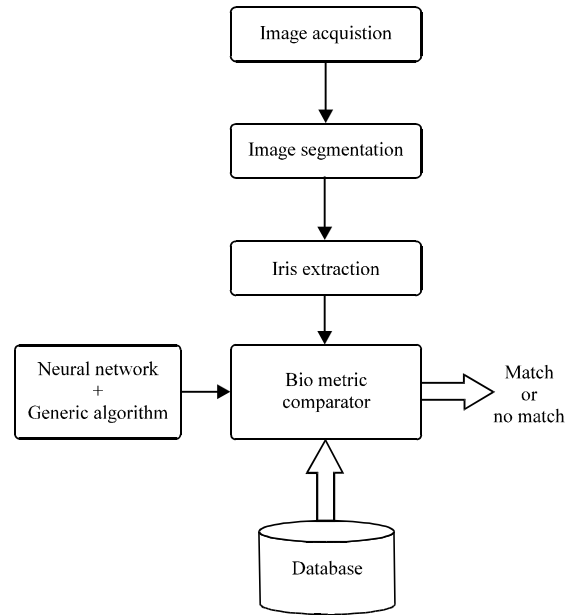 Image acquistion
Image segmentation
Iris extraction
Neural network
+
Generic algorithm
Bio metric
comparator
Match
or
no match
Database